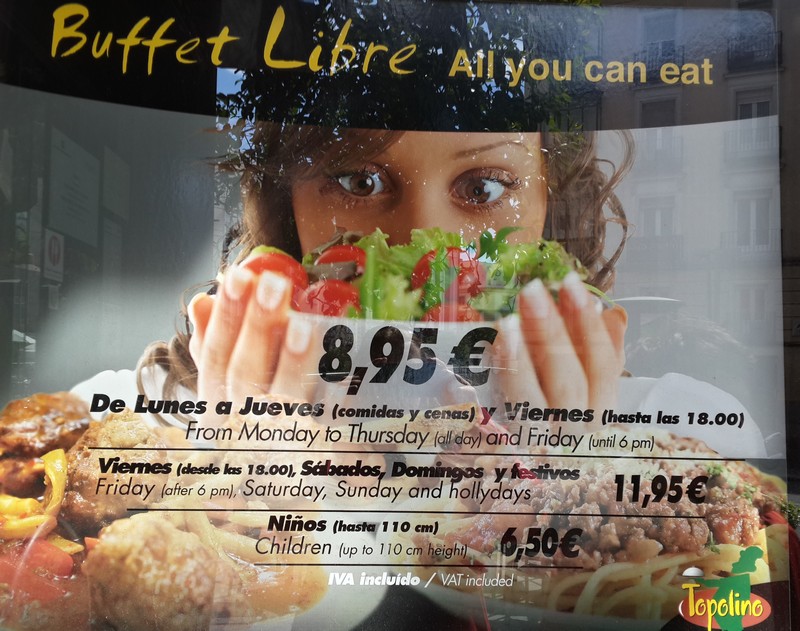 Buffet Libre All you can eat
8,95€
De Lunes a Jueves (comidas y cenas) y Viernes (hasta las 18.00)
From Monday to Thursday (all day) and Friday (until 6 pm)
Viernes (desde las 18.00), Sábados, Domingos y festivos
Friday (after 6 pm), Saturday, Sunday and hollydays 11,95€
Niños (hasta 110 cm)
Children (up to 110 cm height) 6,50€
IVA incluido / VAT included
Topolino